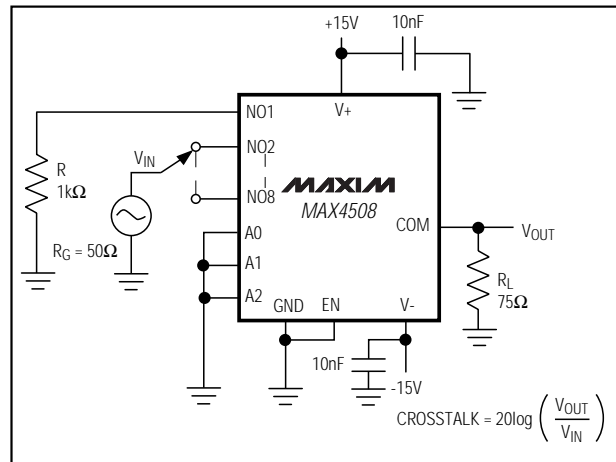 +15V
10nF
V+
NO1
NO2
NO8
VIN
R
1kΩ
RG = 50Ω
MAXIM
MAX4508
COM
VOUT
A0
A1
A2
RL
75Ω
GND
EN
V-
10nF
-15V
CROSSTALK = 20log (VOUT / VIN)